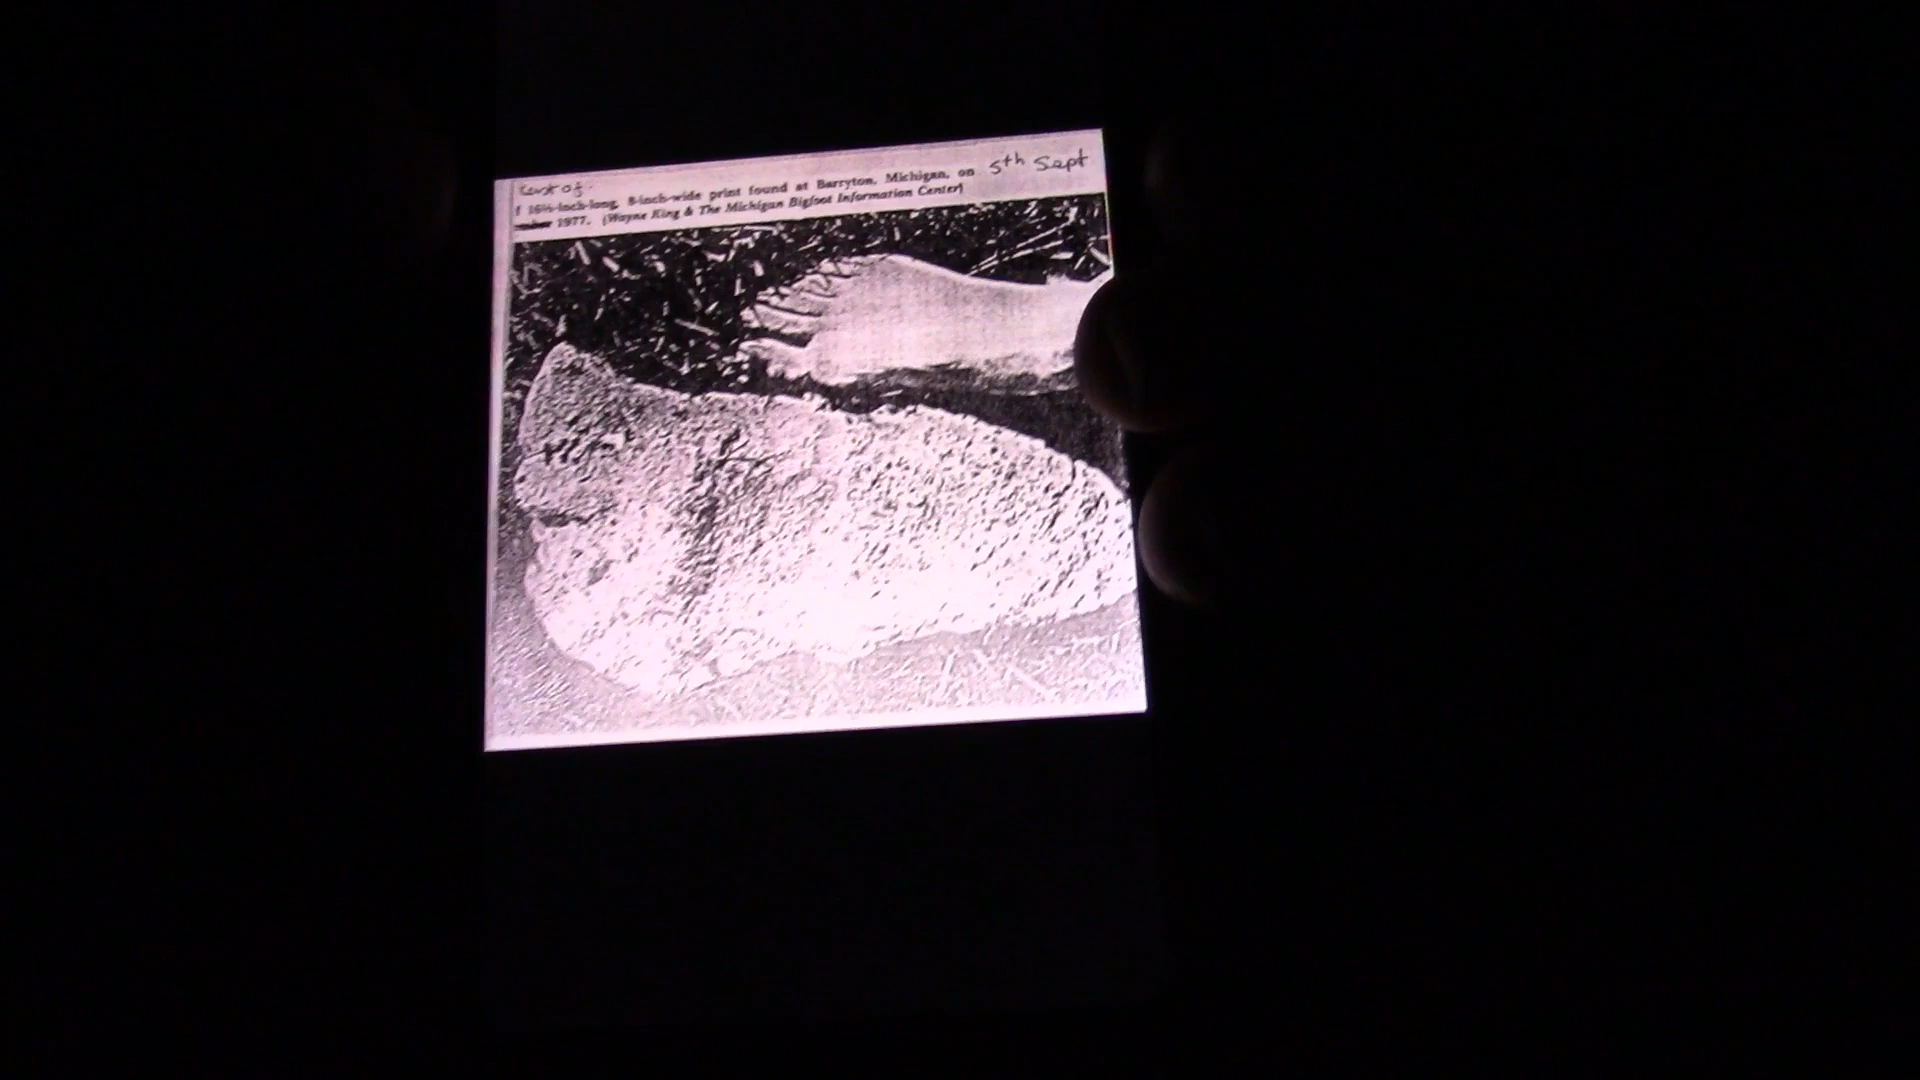 Cast of
f 16½-inch-long, 8-inch-wide print found at Barryton, Michigan, on 5th Sept
mber 1977. (Wayne King & The Michigan Bigfoot Information Center)